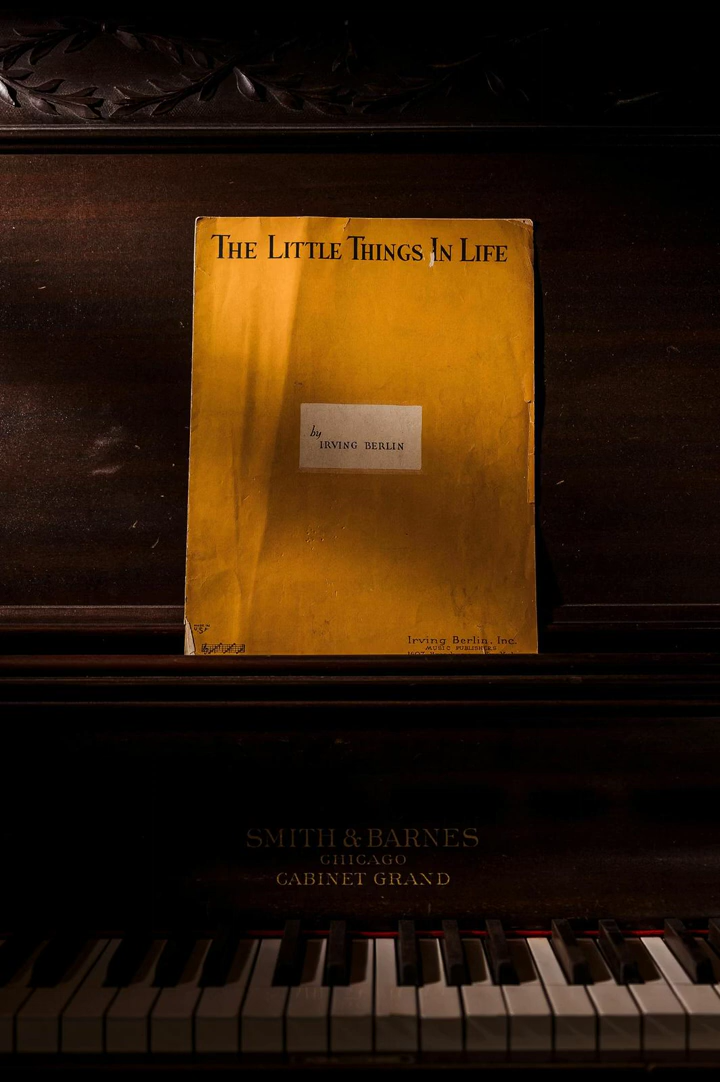 THE LITTLE THINGS IN LIFE
by
IRVING BERLIN
Irving Berlin, Inc.
MUSIC PUBLISHERS
SMITH & BARNES
CHICAGO
CABINET GRAND